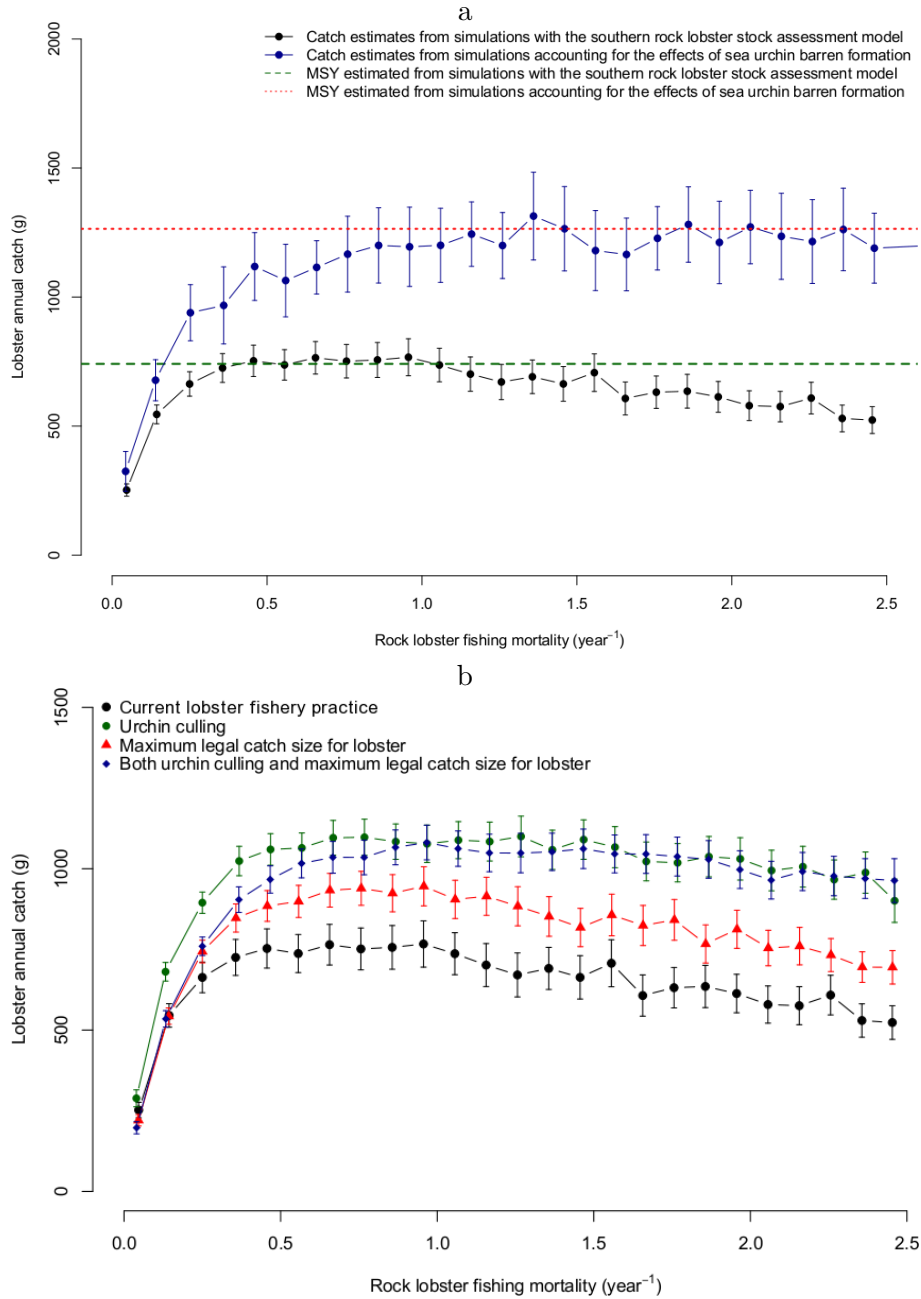 a
Catch estimates from simulations with the southern rock lobster stock assessment model
Catch estimates from simulations accounting for the effects of sea urchin barren formation
MSY estimated from simulations with the southern rock lobster stock assessment model
MSY estimated from simulations accounting for the effects of sea urchin barren formation
Lobster annual catch (g)
2000
1500
1000
500
0
0.0 0.5 1.0 1.5 2.0 2.5
Rock lobster fishing mortality (year⁻¹)
b
Current lobster fishery practice
Urchin culling
Maximum legal catch size for lobster
Both urchin culling and maximum legal catch size for lobster
Lobster annual catch (g)
1500
1000
500
0
0.0 0.5 1.0 1.5 2.0 2.5
Rock lobster fishing mortality (year⁻¹)